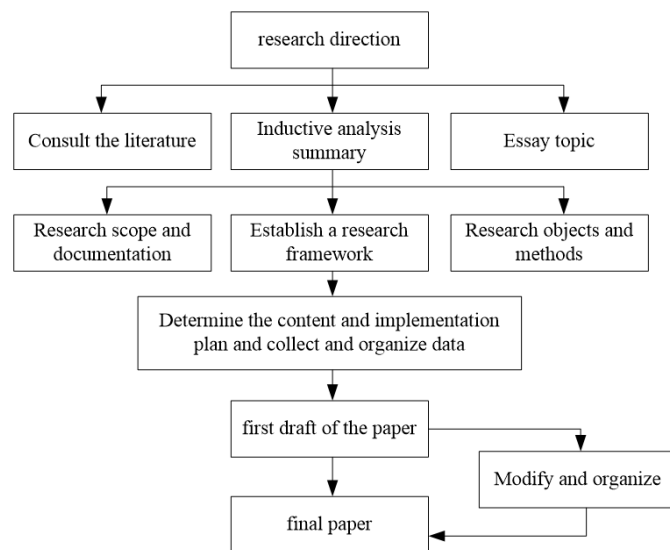 research direction
Consult the literature
Inductive analysis
summary
Essay topic
Research scope and
documentation
Establish a research
framework
Research objects and
methods
Determine the content and implementation
plan and collect and organize data
first draft of the paper
Modify and organize
final paper